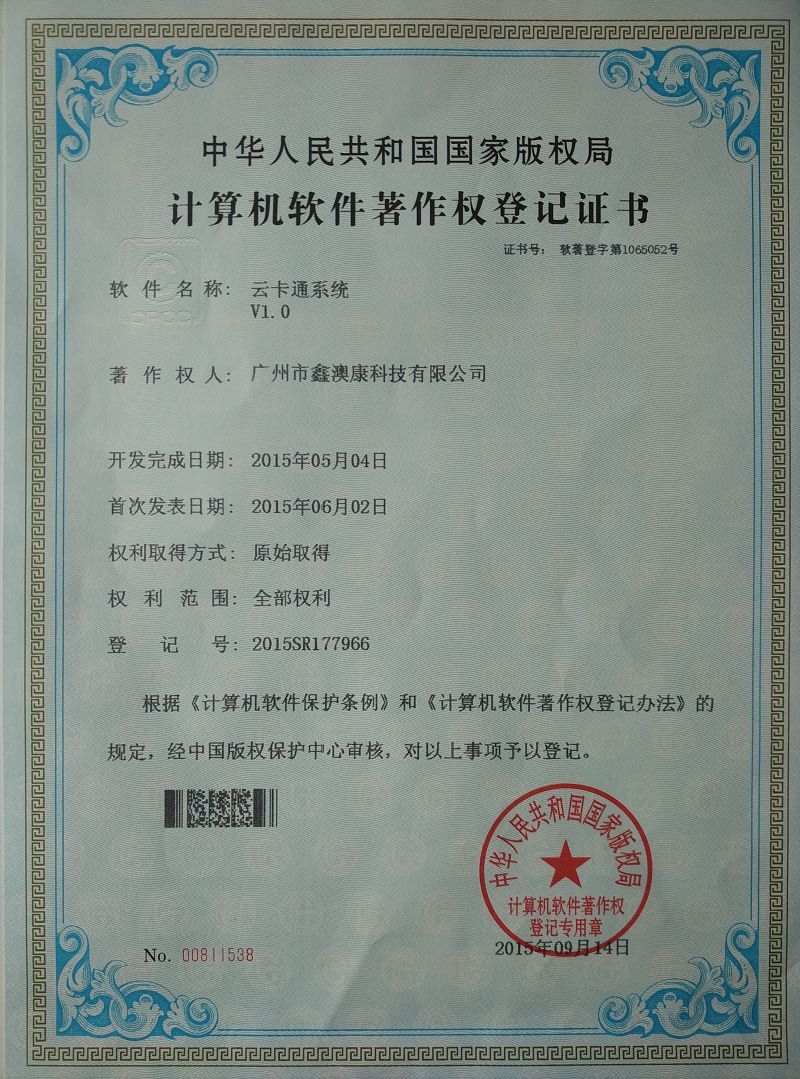 中华人民共和国国家版权局
计算机软件著作权登记证书
证书号： 软著登字第1065052号
CPCC
软件名称： 云卡通系统
V1.0
著作权人： 广州市鑫澳康科技有限公司
开发完成日期： 2015年05月04日
首次发表日期： 2015年06月02日
权利取得方式： 原始取得
权利范围： 全部权利
登记号： 2015SR177966
根据《计算机软件保护条例》和《计算机软件著作权登记办法》的
规定，经中国版权保护中心审核，对以上事项予以登记。
中华人民共和国国家版权局
计算机软件著作权
登记专用章
No. 00811538
2015年09月14日